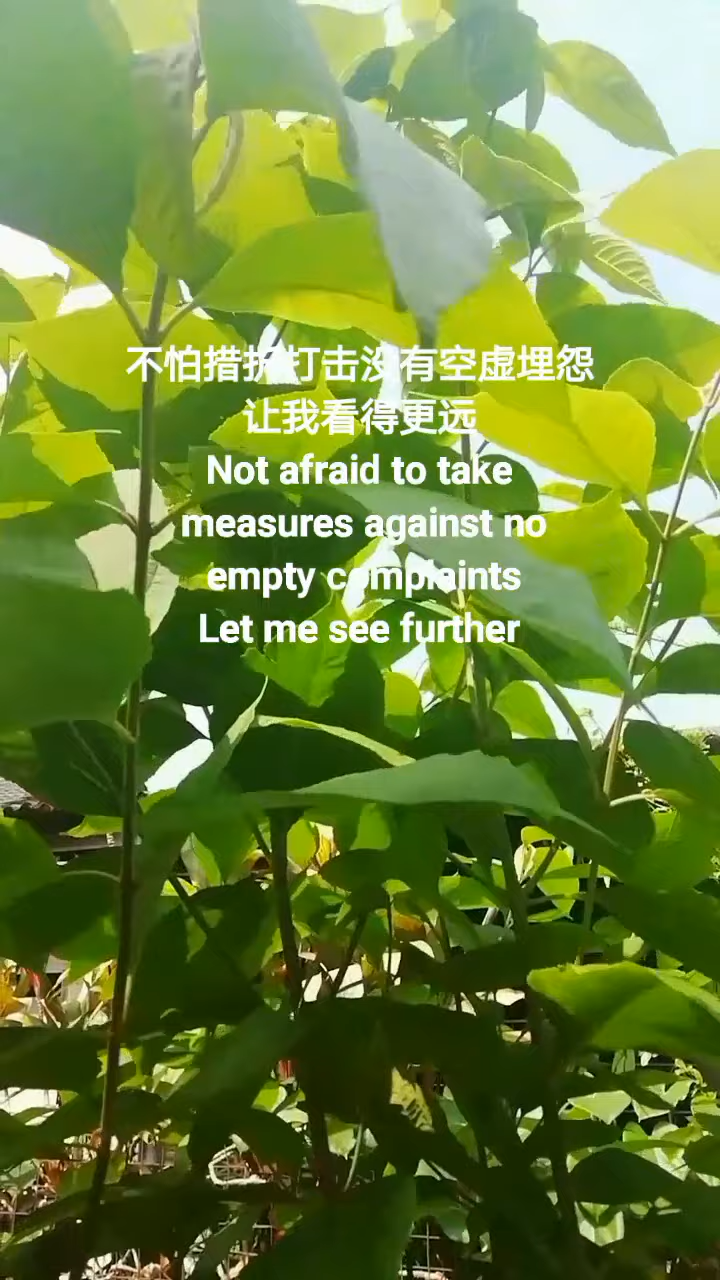 不怕措折打击没有空虚埋怨
让我看得更远
Not afraid to take
measures against no
empty complaints
Let me see further